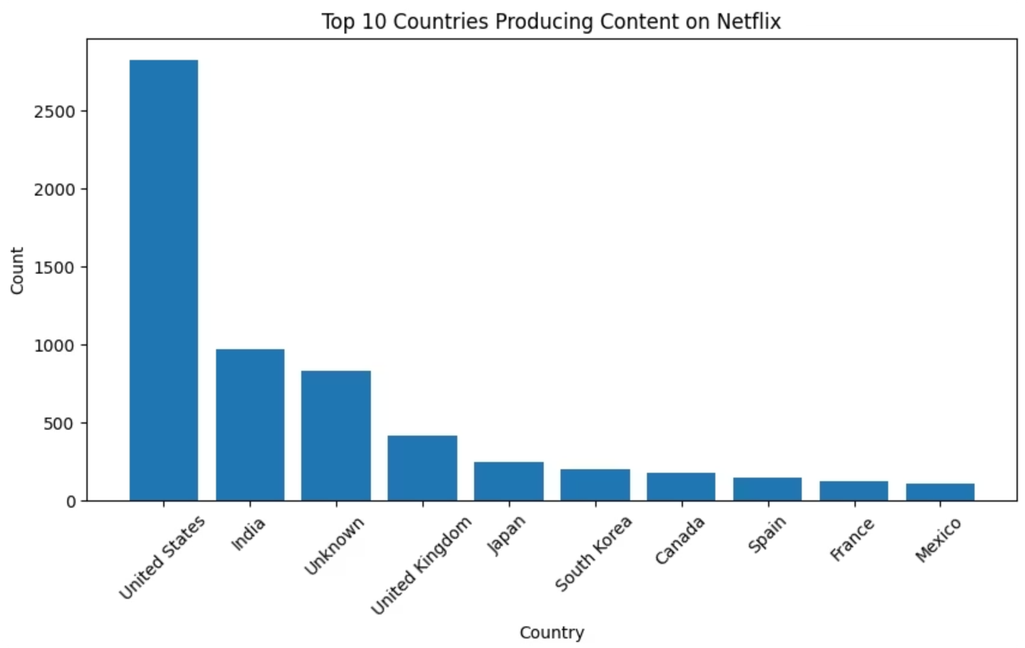 Top 10 Countries Producing Content on Netflix
Count
2500
2000
1500
1000
500
0
United States
India
Unknown
United Kingdom
Japan
South Korea
Canada
Spain
France
Mexico
Country